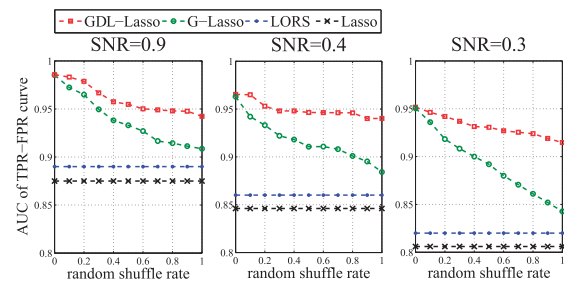 GDL-Lasso G-Lasso LORS Lasso
SNR=0.9 SNR=0.4 SNR=0.3
AUC of TPR-FPR curve
1 1 1
0.95 0.95 0.95
0.9 0.9 0.9
0.85 0.85 0.85
0.8 0.8 0.8
0 0.2 0.4 0.6 0.8 1 0 0.2 0.4 0.6 0.8 1 0 0.2 0.4 0.6 0.8 1
random shuffle rate random shuffle rate random shuffle rate